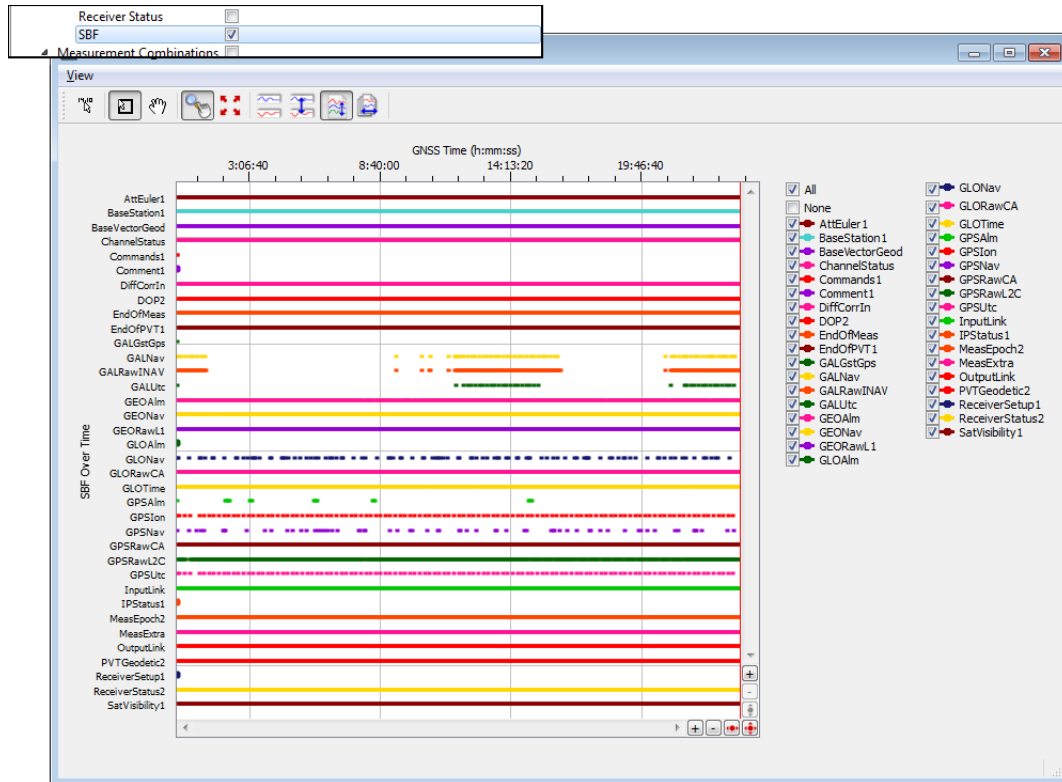 Receiver Status
SBF
Measurement Combinations
View
GNSS Time (h:mm:ss)
3:06:40 8:40:00 14:13:20 19:46:40
SBF Over Time
AttEuler1
BaseStation1
BaseVectorGeod
ChannelStatus
Commands1
Comment1
DiffCorrIn
DOP2
EndOfMeas
EndOfPVT1
GALGstGps
GALNav
GALRawINAV
GALUtc
GEOAlm
GEONav
GEORawL1
GLOAlm
GLONav
GLORawCA
GLOTime
GPSAlm
GPSIon
GPSNav
GPSRawCA
GPSRawL2C
GPSUtc
InputLink
IPStatus1
MeasEpoch2
MeasExtra
OutputLink
PVTGeodetic2
ReceiverSetup1
ReceiverStatus2
SatVisibility1
All
None
AttEuler1
BaseStation1
BaseVectorGeod
ChannelStatus
Commands1
Comment1
DiffCorrIn
DOP2
EndOfMeas
EndOfPVT1
GALGstGps
GALNav
GALRawINAV
GALUtc
GEOAlm
GEONav
GEORawL1
GLOAlm
GLONav
GLORawCA
GLOTime
GPSAlm
GPSIon
GPSNav
GPSRawCA
GPSRawL2C
GPSUtc
InputLink
IPStatus1
MeasEpoch2
MeasExtra
OutputLink
PVTGeodetic2
ReceiverSetup1
ReceiverStatus2
SatVisibility1